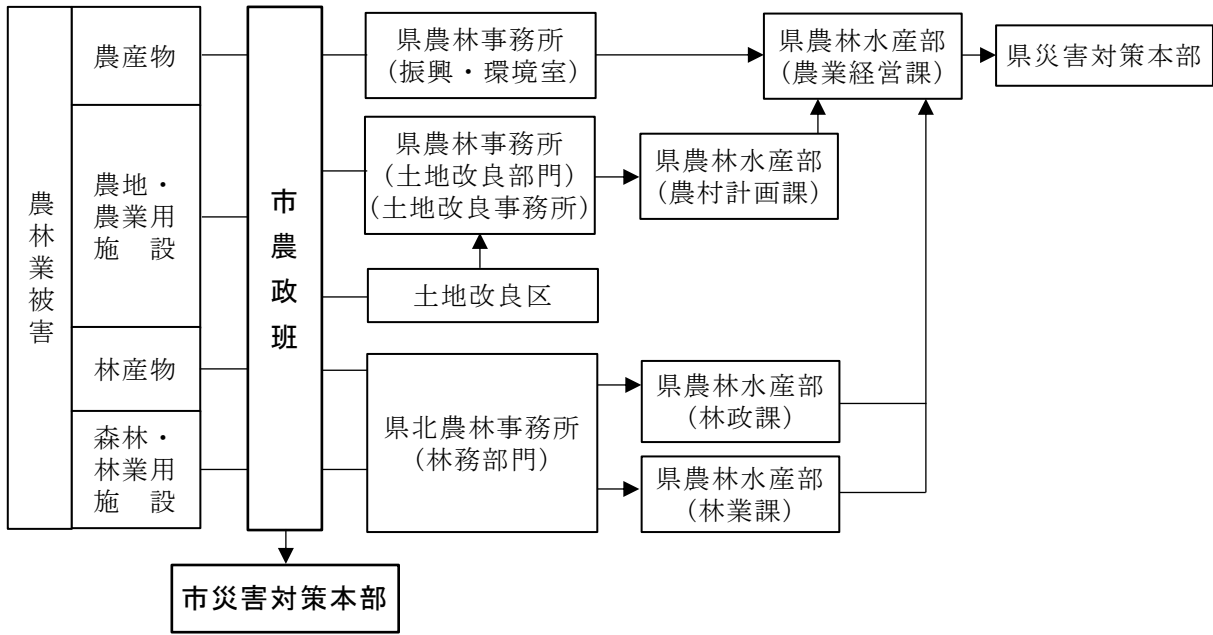 農林業被害
農産物
農地・
農業用
施　設
林産物
森林・
林業用
施　設
市農政班
県農林事務所
（振興・環境室）
県農林事務所
（土地改良部門）
（土地改良事務所）
土地改良区
県北農林事務所
（林務部門）
県農林水産部
（農業経営課）
県農林水産部
（農村計画課）
県農林水産部
（林政課）
県農林水産部
（林業課）
県災害対策本部
市災害対策本部